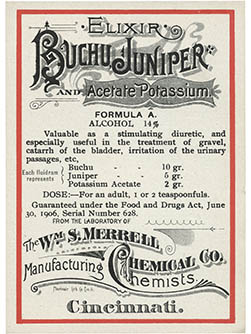 ELIXIR
BUCHU, JUNIPER
AND Acetate Potassium.
FORMULA A.
ALCOHOL 14%
Valuable as a stimulating diuretic, and
especially useful in the treatment of gravel,
catarrh of the bladder, irritation of the urinary
passages, etc,
Each fluidram represents
Buchu - 10 gr.
Juniper - 5 gr.
Potassium Acetate 2 gr.
DOSE:—For an adult, 1 or 2 teaspoonfuls.
Guaranteed under the Food and Drugs Act, June
30, 1906, Serial Number 628.
FROM THE LABORATORY OF
The Wm. S. Merrell
Chemical Co.
Manufacturing Chemists.
Cincinnati.